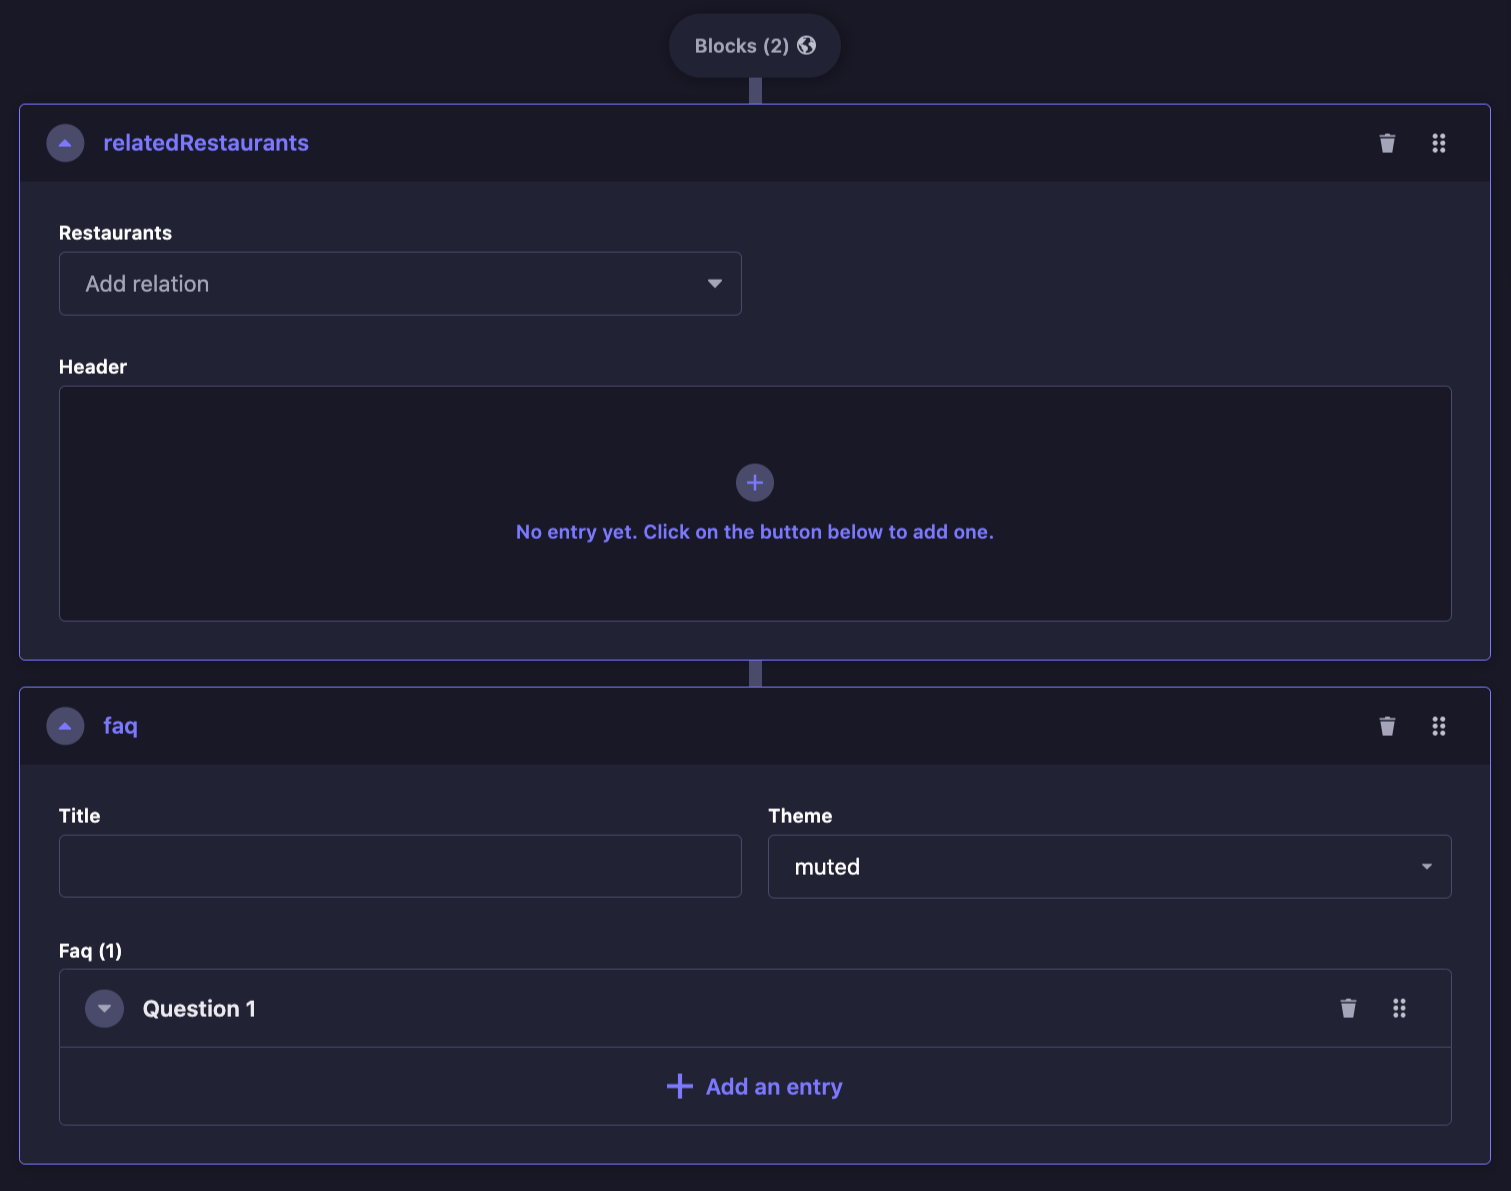 Blocks (2)
relatedRestaurants
Restaurants
Add relation
Header
No entry yet. Click on the button below to add one.
faq
Title
Theme
muted
Faq (1)
Question 1
Add an entry